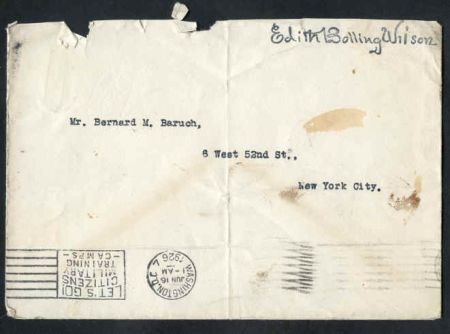 Edith Bolling Wilson
Mr. Bernard M. Baruch,
6 West 52nd St.,
New York City.
LET'S GO!
CITIZENS
MILITARY
TRAINING
- CAMPS -
WASHINGTON, D.C.
JUN 16
-AM
1926